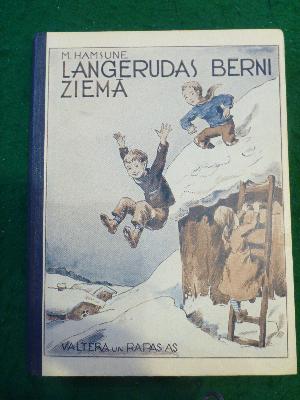 M. HAMSUNE
LANGERUDAS BERNI
ZIEMĀ
VALTERA UN RAPAS AS